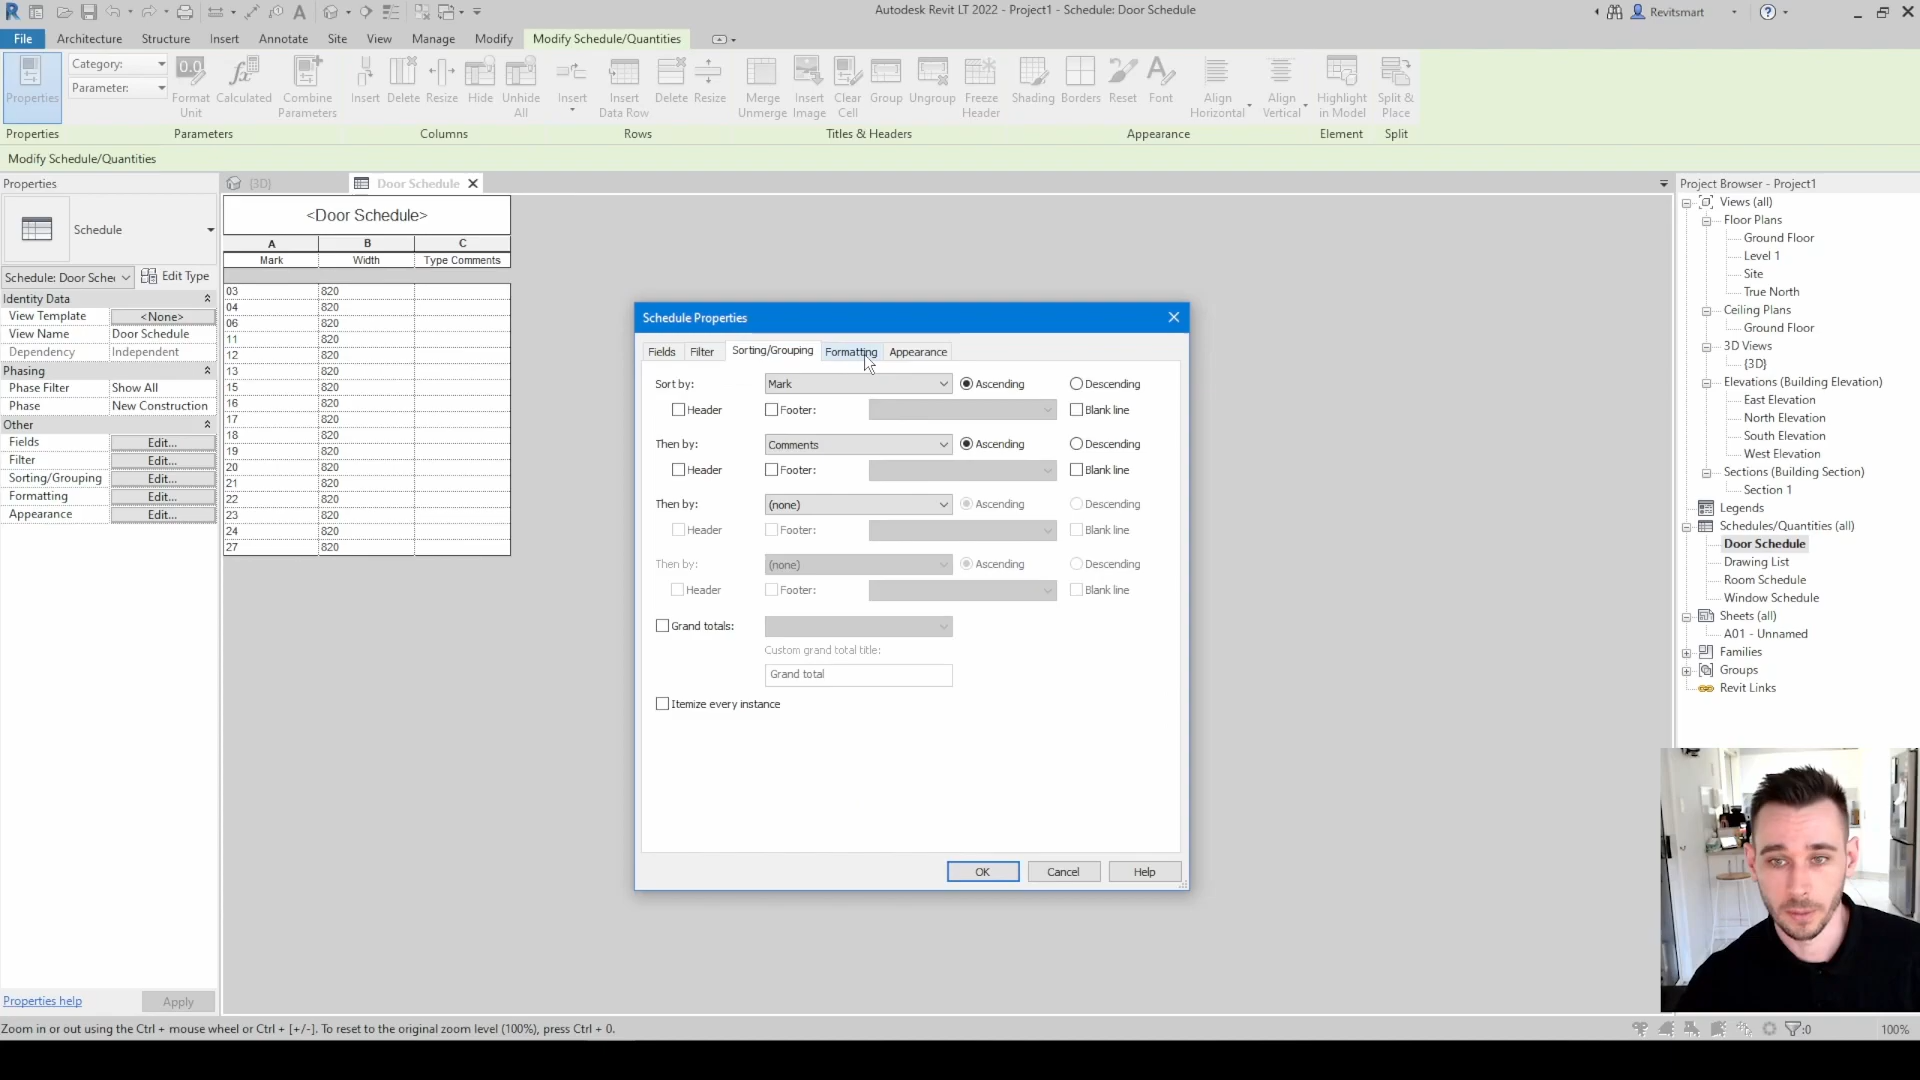 Autodesk Revit LT 2022 - Project1 - Schedule: Door Schedule
Revitsmart
File Architecture Structure Insert Annotate Site View Manage Modify Modify Schedule/Quantities
Properties
Category:
Parameter:
Format Unit
Calculated
Combine Parameters
Insert Delete Resize Hide Unhide All
Insert Insert Data Row Delete Resize
Merge Unmerge Insert Image Clear Cell Group Ungroup Freeze Header
Shading Borders Reset Font Align Horizontal Align Vertical
Highlight in Model
Split & Place
Properties Parameters Columns Rows Titles & Headers Appearance Element Split
Modify Schedule/Quantities
Properties
Schedule
Schedule: Door Sche
Edit Type
Identity Data
View Template <None>
View Name Door Schedule
Dependency Independent
Phasing
Phase Filter Show All
Phase New Construction
Other
Fields Edit...
Filter Edit...
Sorting/Grouping Edit...
Formatting Edit...
Appearance Edit...
Properties help
Apply
{3D}
Door Schedule
<Door Schedule>
A B C
Mark Width Type Comments
03 820
04 820
06 820
11 820
12 820
13 820
15 820
16 820
17 820
18 820
19 820
20 820
21 820
22 820
23 820
24 820
27 820
Schedule Properties
Fields Filter Sorting/Grouping Formatting Appearance
Sort by: Mark Ascending Descending
Header Footer: Blank line
Then by: Comments Ascending Descending
Header Footer: Blank line
Then by: (none) Ascending Descending
Header Footer: Blank line
Then by: (none) Ascending Descending
Header Footer: Blank line
Grand totals:
Custom grand total title:
Grand total
Itemize every instance
OK Cancel Help
Project Browser - Project1
Views (all)
Floor Plans
Ground Floor
Level 1
Site
True North
Ceiling Plans
Ground Floor
3D Views
{3D}
Elevations (Building Elevation)
East Elevation
North Elevation
South Elevation
West Elevation
Sections (Building Section)
Section 1
Legends
Schedules/Quantities (all)
Door Schedule
Drawing List
Room Schedule
Window Schedule
Sheets (all)
A01 - Unnamed
Families
Groups
Revit Links
Zoom in or out using the Ctrl + mouse wheel or Ctrl + [+/-]. To reset to the original zoom level (100%), press Ctrl + 0.
:0
100%